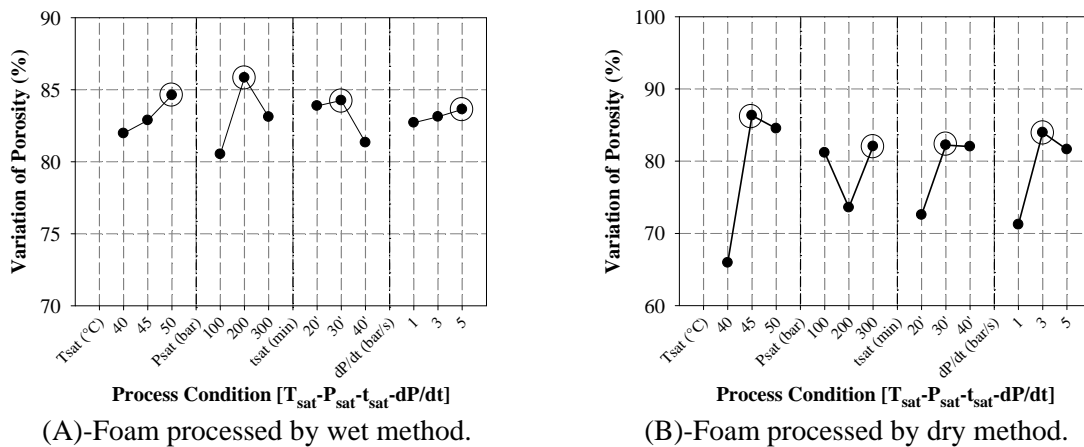 90
85
80
75
70
Variation of Porosity (%)
Tsat (°C)
40
45
50
Psat (bar)
100
200
300
tsat (min)
20'
30'
40'
dP/dt (bar/s)
1
3
5
Process Condition [Tsat-Psat-tsat-dP/dt]
(A)-Foam processed by wet method.
100
90
80
70
60
Variation of Porosity (%)
Tsat (°C)
40
45
50
Psat (bar)
100
200
300
tsat (min)
20'
30'
40'
dP/dt (bar/s)
1
3
5
Process Condition [Tsat-Psat-tsat-dP/dt]
(B)-Foam processed by dry method.